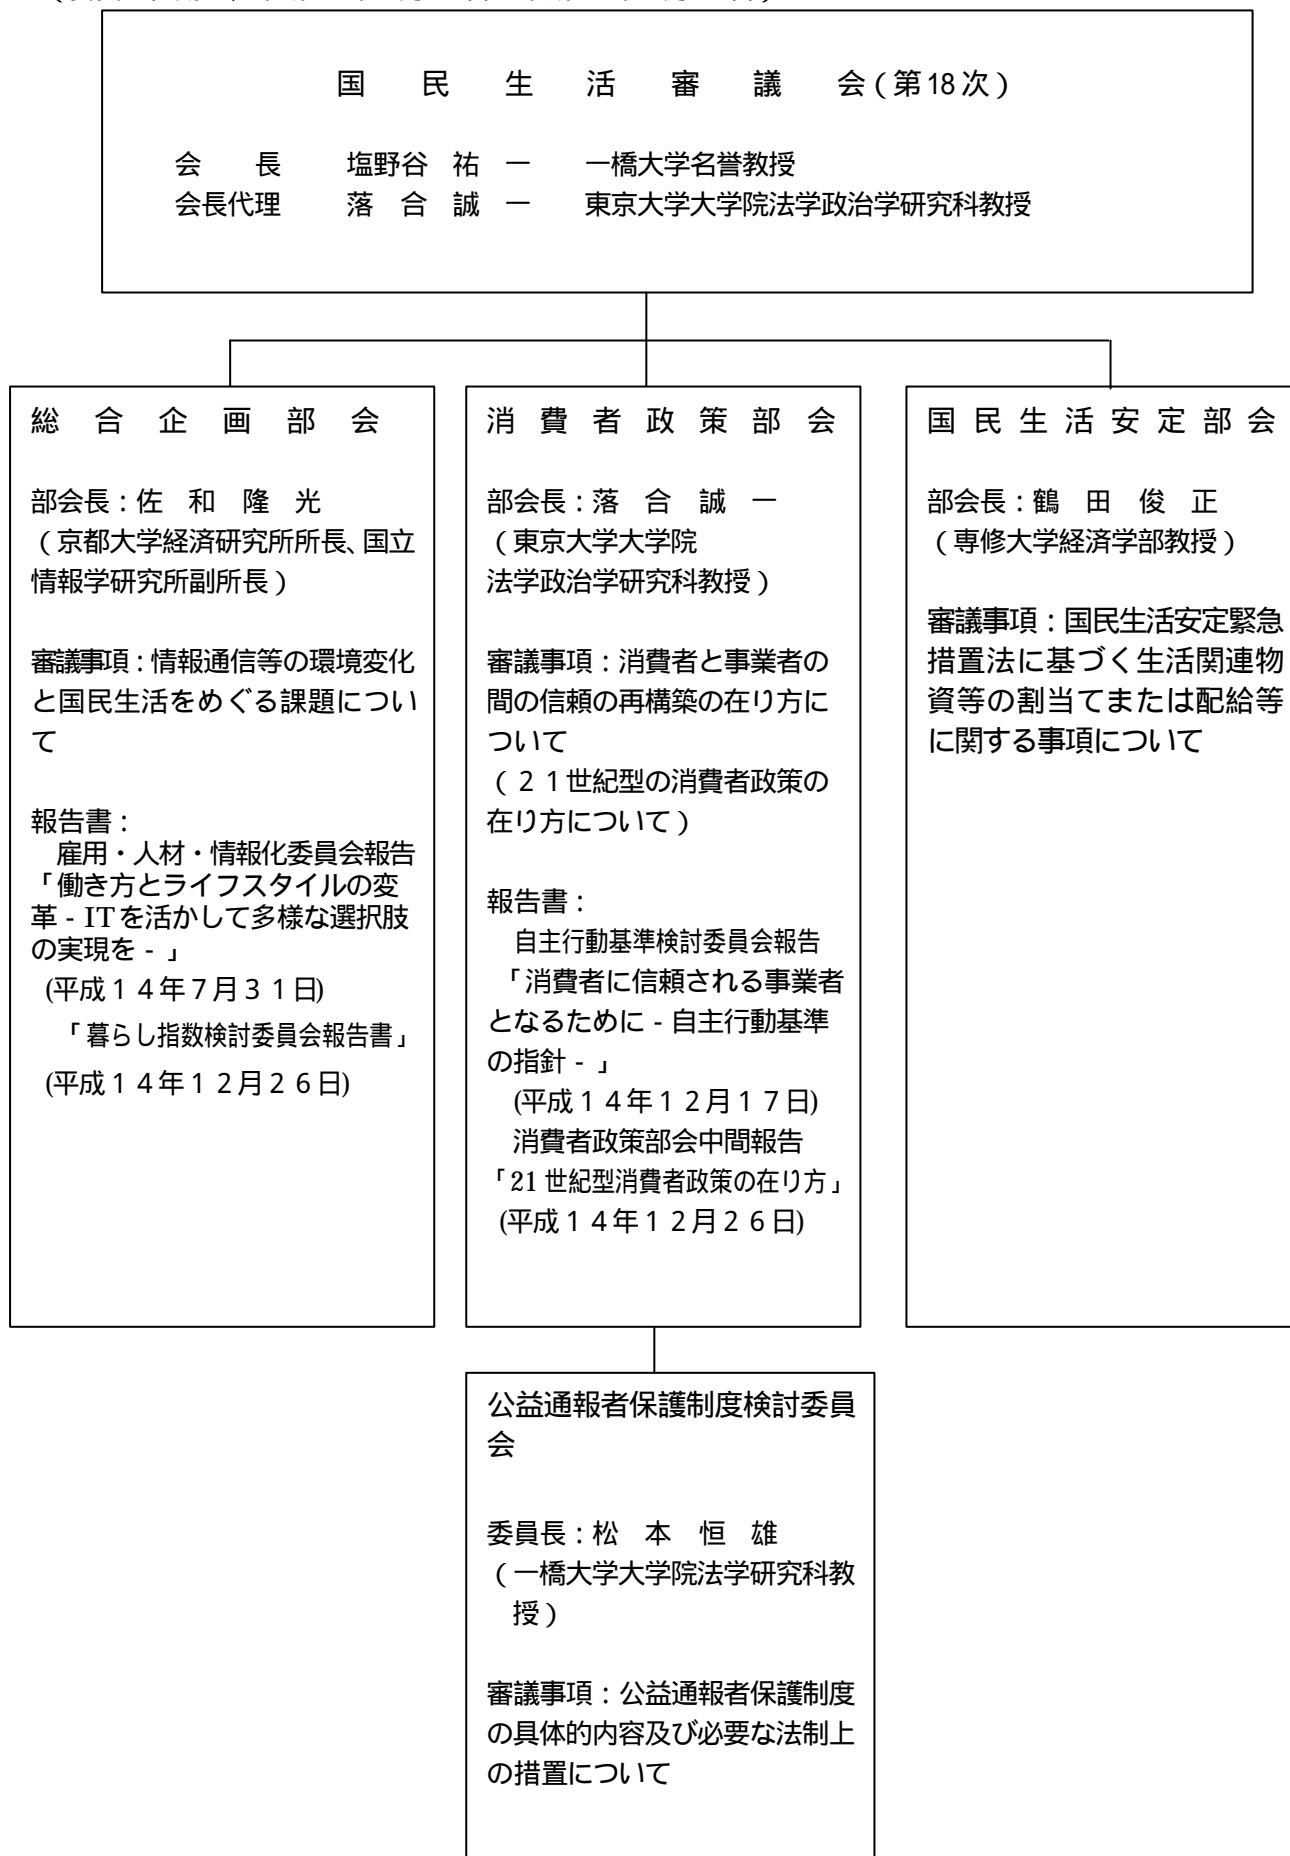 国民生活審議会(第18次)
会長 塩野谷祐一 一橋大学名誉教授
会長代理 落合誠一 東京大学大学院法学政治学研究科教授
総合企画部会
部会長:佐和隆光
(京都大学経済研究所所長、国立
情報学研究所副所長)
審議事項:情報通信等の環境変化
と国民生活をめぐる課題につい
て
報告書:
雇用・人材・情報化委員会報告
「働き方とライフスタイルの変
革-ITを活かして多様な選択肢
の実現を-」
(平成14年7月31日)
「暮らし指数検討委員会報告書」
(平成14年12月26日)
消費者政策部会
部会長:落合誠一
(東京大学大学院
法学政治学研究科教授)
審議事項:消費者と事業者の
間の信頼の再構築の在り方に
ついて
(21世紀型の消費者政策の
在り方について)
報告書:
自主行動基準検討委員会報告
「消費者に信頼される事業者
となるために-自主行動基準
の指針-」
(平成14年12月17日)
消費者政策部会中間報告
「21世紀型消費者政策の在り方」
(平成14年12月26日)
国民生活安定部会
部会長:鶴田俊正
(専修大学経済学部教授)
審議事項:国民生活安定緊急
措置法に基づく生活関連物
資等の割当てまたは配給等
に関する事項について
公益通報者保護制度検討委員
会
委員長:松本恒雄
(一橋大学大学院法学研究科教
授)
審議事項:公益通報者保護制度
の具体的内容及び必要な法制上
の措置について